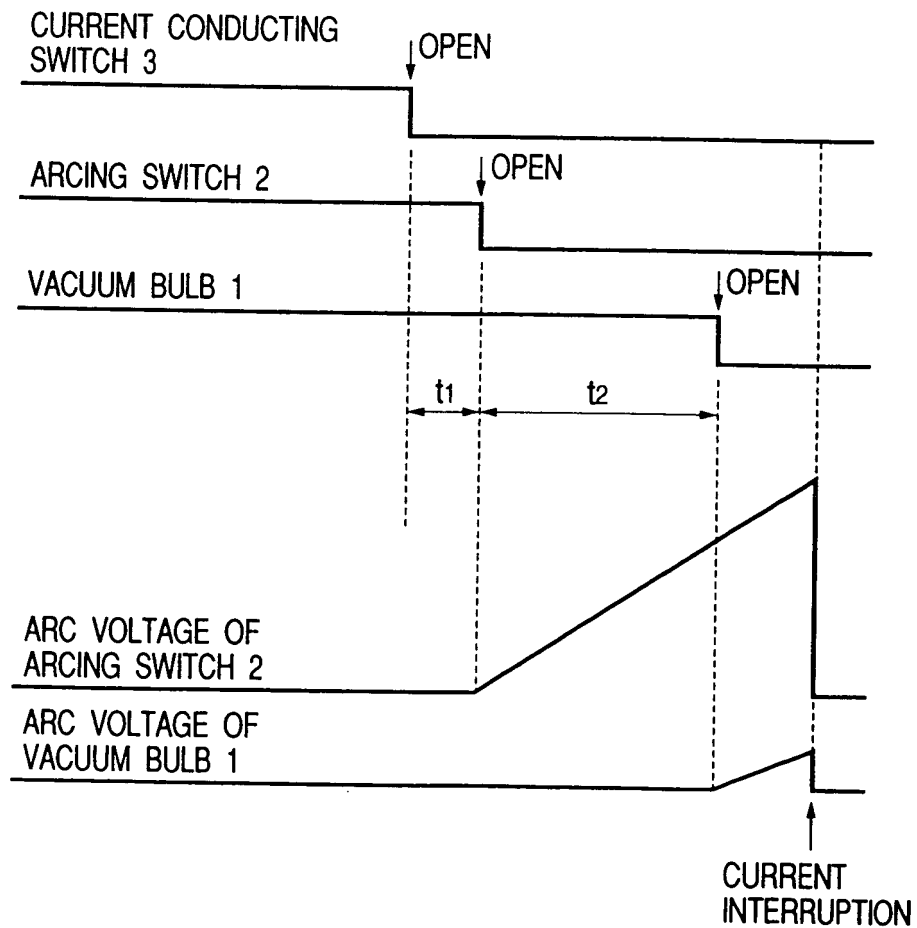 CURRENT CONDUCTING
SWITCH 3
OPEN
ARCING SWITCH 2
OPEN
VACUUM BULB 1
OPEN
t1
t2
ARC VOLTAGE OF
ARCING SWITCH 2
ARC VOLTAGE OF
VACUUM BULB 1
CURRENT
INTERRUPTION